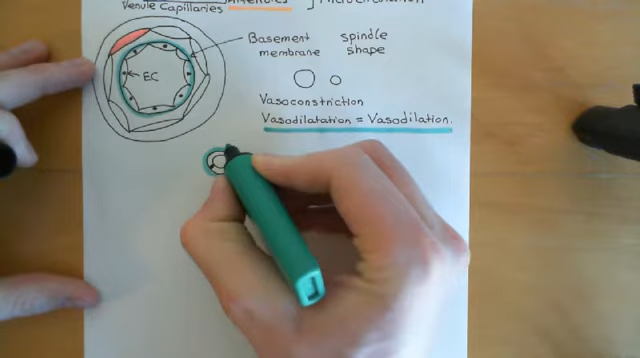 Venule Capillaries
Basement spindle
membrane shape
EC
Vasoconstriction
Vasodilatation = Vasodilation.